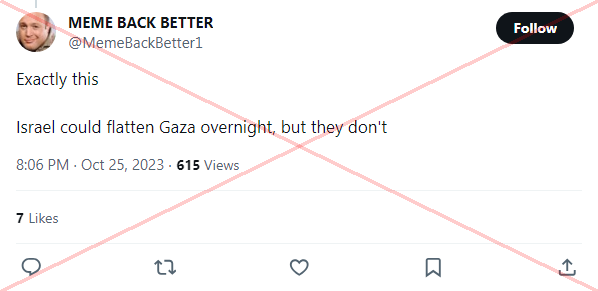 MEME BACK BETTER
@MemeBackBetter1
Follow
Exactly this
Israel could flatten Gaza overnight, but they don't
8:06 PM · Oct 25, 2023 · 615 Views
7 Likes